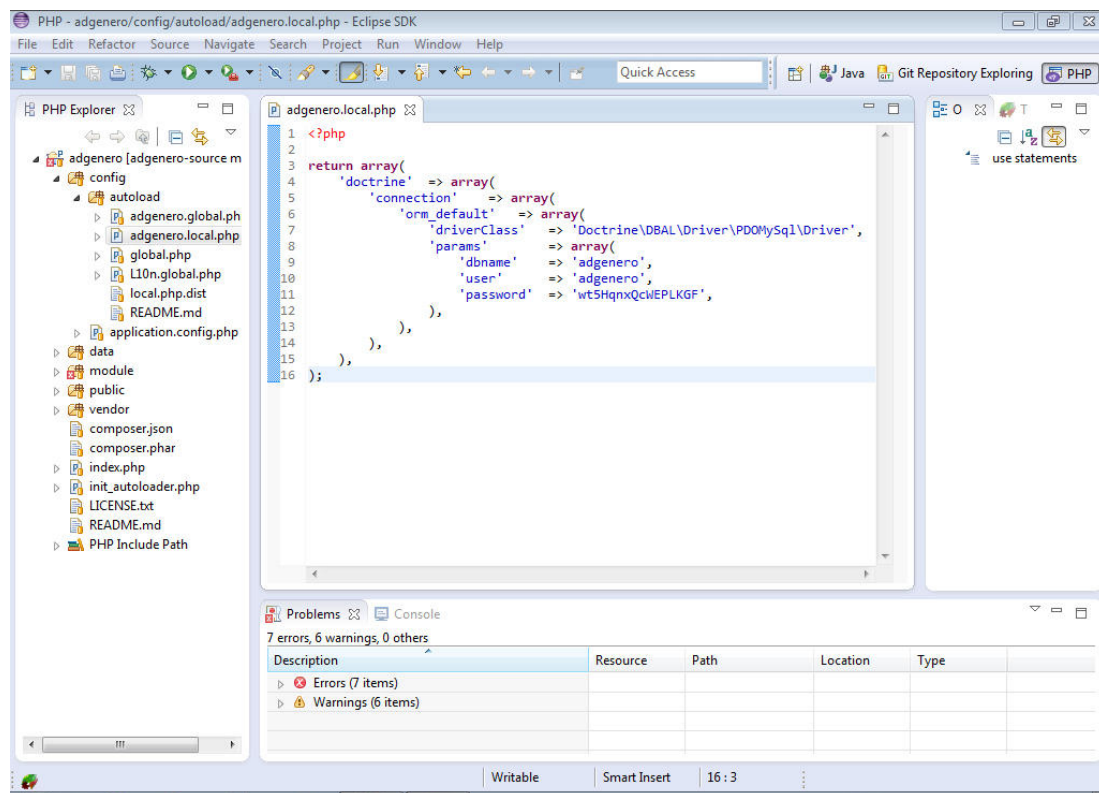 PHP - adgenero/config/autoload/adgenero.local.php - Eclipse SDK
File Edit Refactor Source Navigate Search Project Run Window Help
Quick Access
Java
Git Repository Exploring
PHP
PHP Explorer
adgenero [adgenero-source m
config
autoload
adgenero.global.ph
adgenero.local.php
global.php
L10n.global.php
local.php.dist
README.md
application.config.php
data
module
public
vendor
composer.json
composer.phar
index.php
init_autoloader.php
LICENSE.txt
README.md
PHP Include Path
adgenero.local.php
1 <?php
2
3 return array(
4     'doctrine'  => array(
5         'connection'    => array(
6             'orm_default'   => array(
7                 'driverClass'   => 'Doctrine\DBAL\Driver\PDOMySql\Driver',
8                 'params'        => array(
9                     'dbname'    => 'adgenero',
10                     'user'      => 'adgenero',
11                     'password'  => 'wt5HqnxQcWEPLKGF',
12                 ),
13             ),
14         ),
15     ),
16 );
O
T
use statements
Problems
Console
7 errors, 6 warnings, 0 others
Description Resource Path Location Type
Errors (7 items)
Warnings (6 items)
Writable Smart Insert 16 : 3